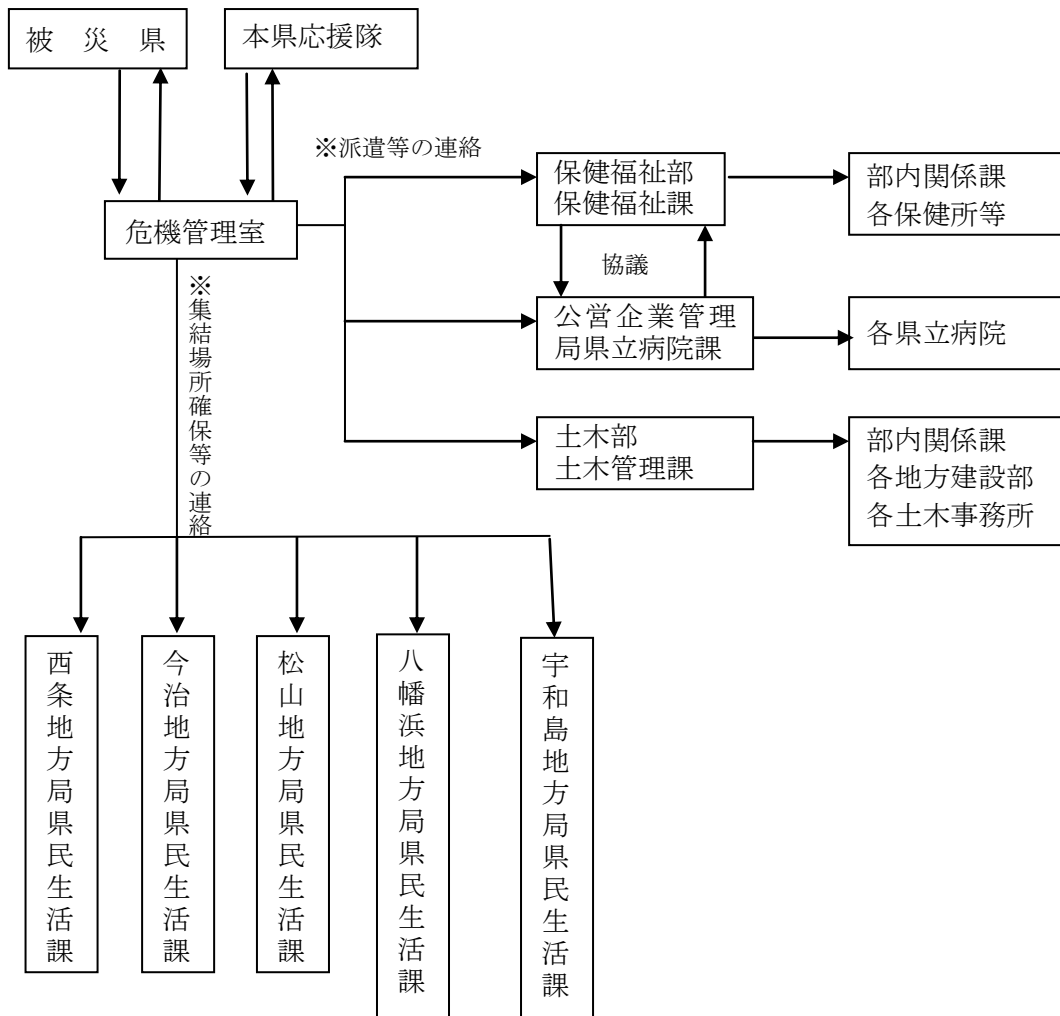 被　災　県
本県応援隊
※派遣等の連絡
保健福祉部
保健福祉課
部内関係課
各保健所等
危機管理室
協議
公営企業管理
局県立病院課
各県立病院
※集結場所確保等の連絡
土木部
土木管理課
部内関係課
各地方建設部
各土木事務所
西条地方局県民生活課
今治地方局県民生活課
松山地方局県民生活課
八幡浜地方局県民生活課
宇和島地方局県民生活課